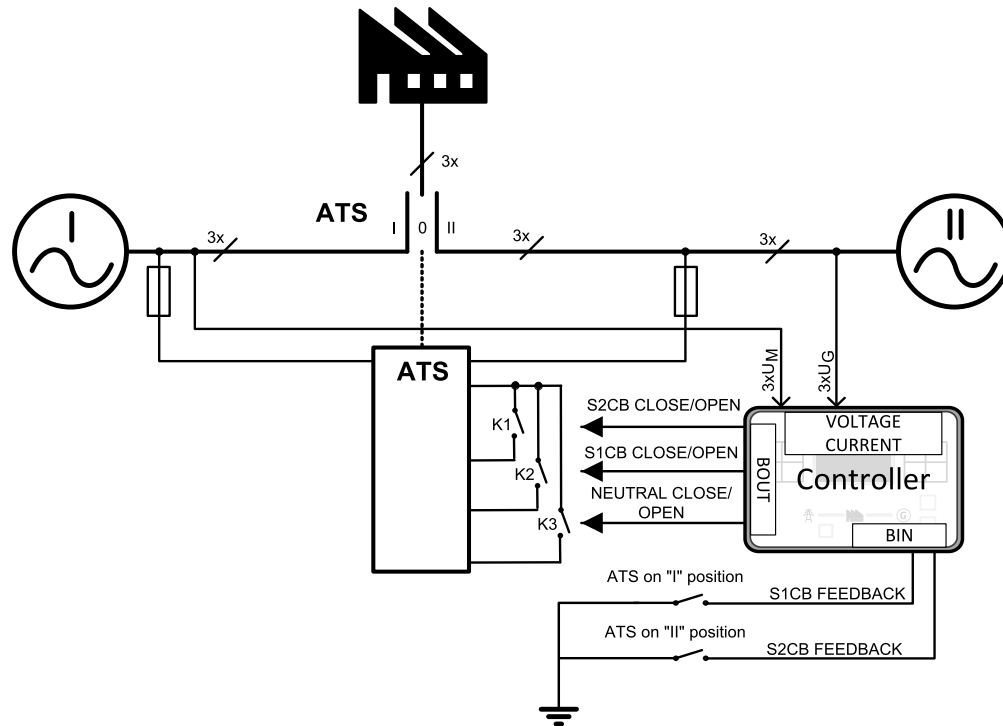 3x
ATS
I
0
II
I
3x
3x
3x
II
ATS
3xUM
3xUG
K1
K2
K3
S2CB CLOSE/OPEN
S1CB CLOSE/OPEN
NEUTRAL CLOSE/
OPEN
VOLTAGE
CURRENT
BOUT
Controller
G
BIN
ATS on "I" position
S1CB FEEDBACK
ATS on "II" position
S2CB FEEDBACK